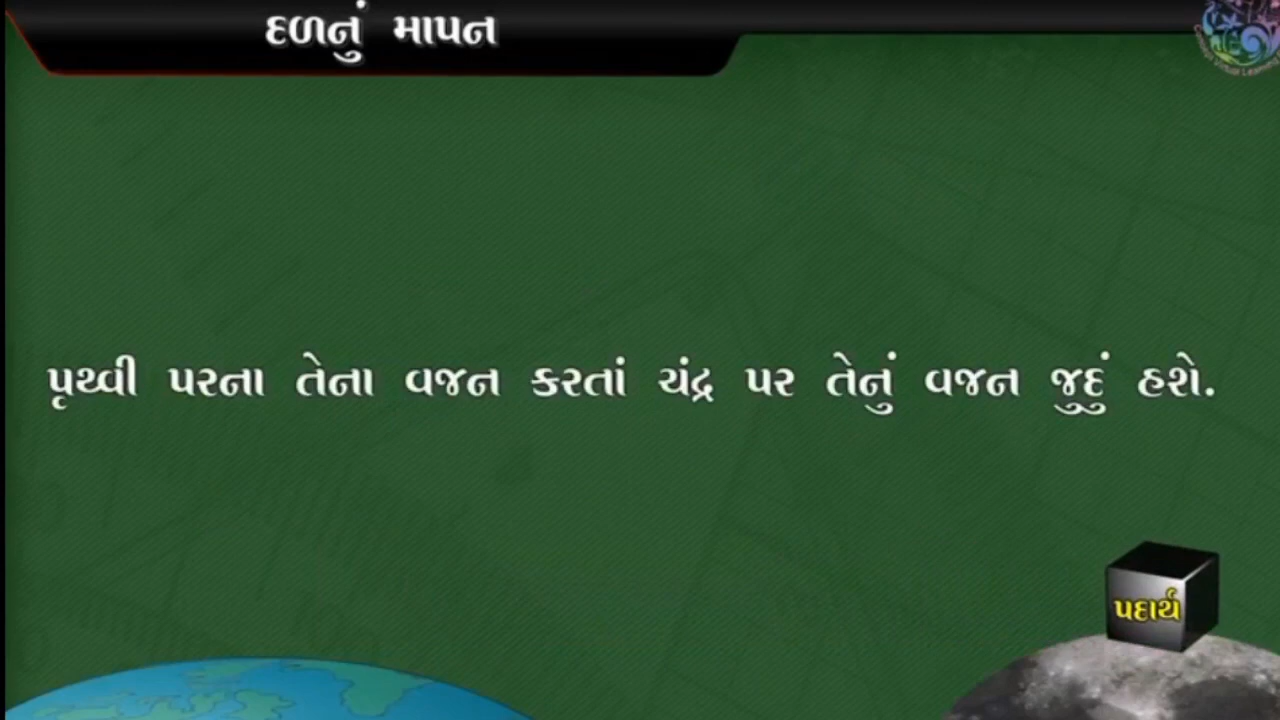 દળનું માપન
પૃથ્વી પરના તેના વજન કરતાં ચંદ્ર પર તેનું વજન જુદું હશે.
પદાર્થ